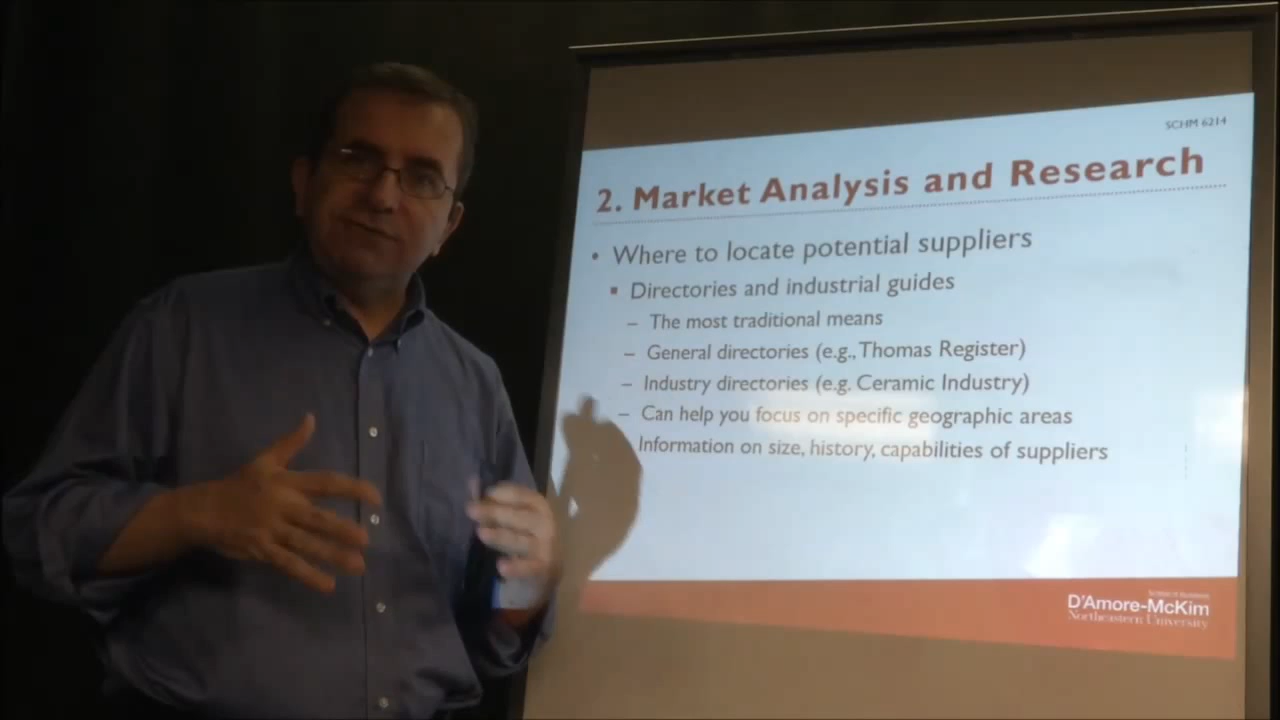 SCHM 6214
2. Market Analysis and Research
• Where to locate potential suppliers
▪ Directories and industrial guides
– The most traditional means
– General directories (e.g., Thomas Register)
– Industry directories (e.g. Ceramic Industry)
– Can help you focus on specific geographic areas
Information on size, history, capabilities of suppliers
D'Amore-McKim
Northeastern University